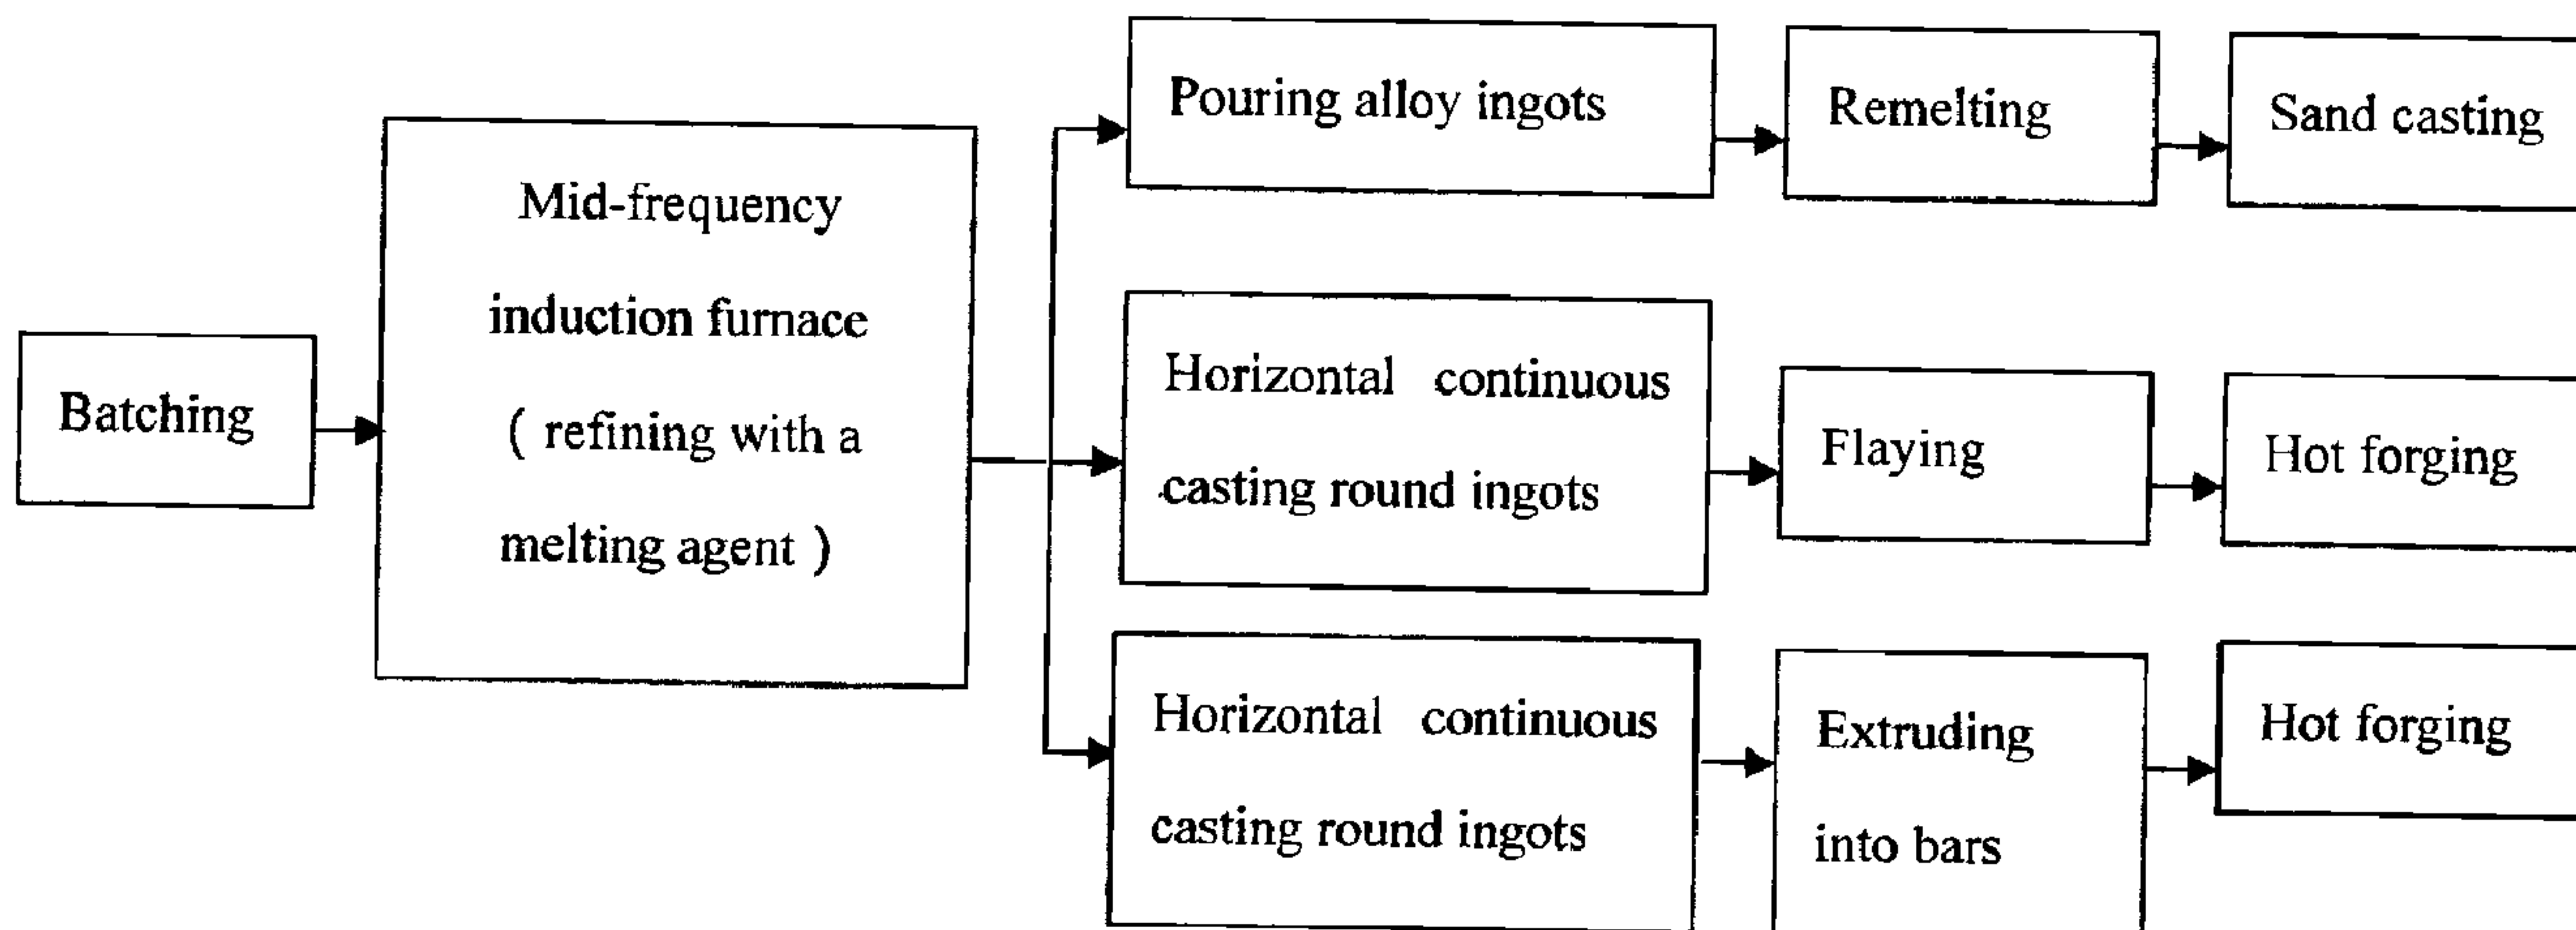 Batching
Mid-frequency
induction furnace
( refining with a
melting agent )
Pouring alloy ingots
Remelting
Sand casting
Horizontal continuous
casting round ingots
Flaying
Hot forging
Horizontal continuous
casting round ingots
Extruding
into bars
Hot forging